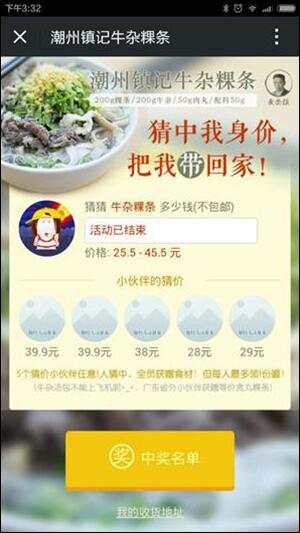 下午3:32
潮州镇记牛杂粿条
潮州镇记牛杂粿条
200g粿条/200g牛杂/50g肉丸/配料50g
猜中我身价,
把我带回家!
猜猜 牛杂粿条 多少钱(不包邮)
活动已结束
价格: 25.5 - 45.5 元
小伙伴的猜价
39.9元 39.9元 38元 28元 29元
5个猜价小伙伴任意1人猜中, 全员获赠食材! 但每人最多领1份噢!
(牛杂汤包不能上飞机呢>_<、广东省外小伙伴获赠等价贡丸粿条)
奖 中奖名单
我的收货地址